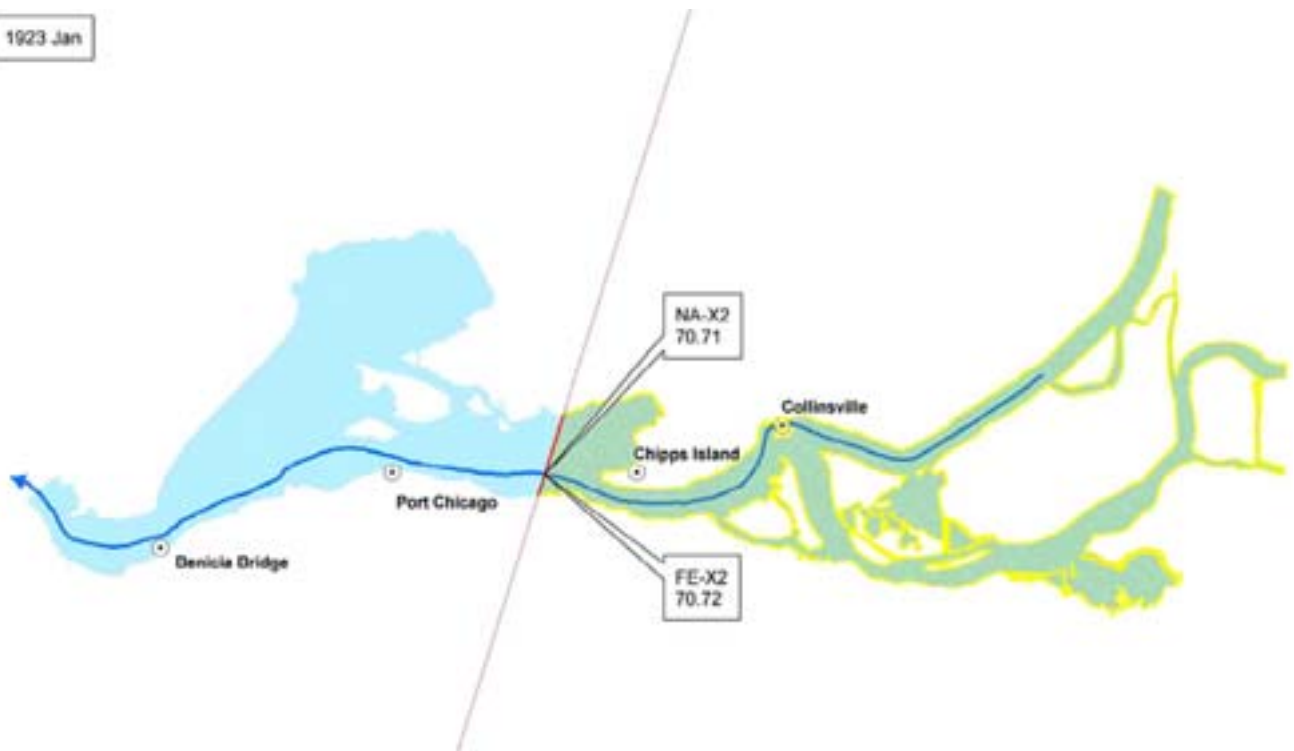 1923 Jan
NA-X2
70.71
Collinsville
Chipps Island
Port Chicago
Benicia Bridge
FE-X2
70.72